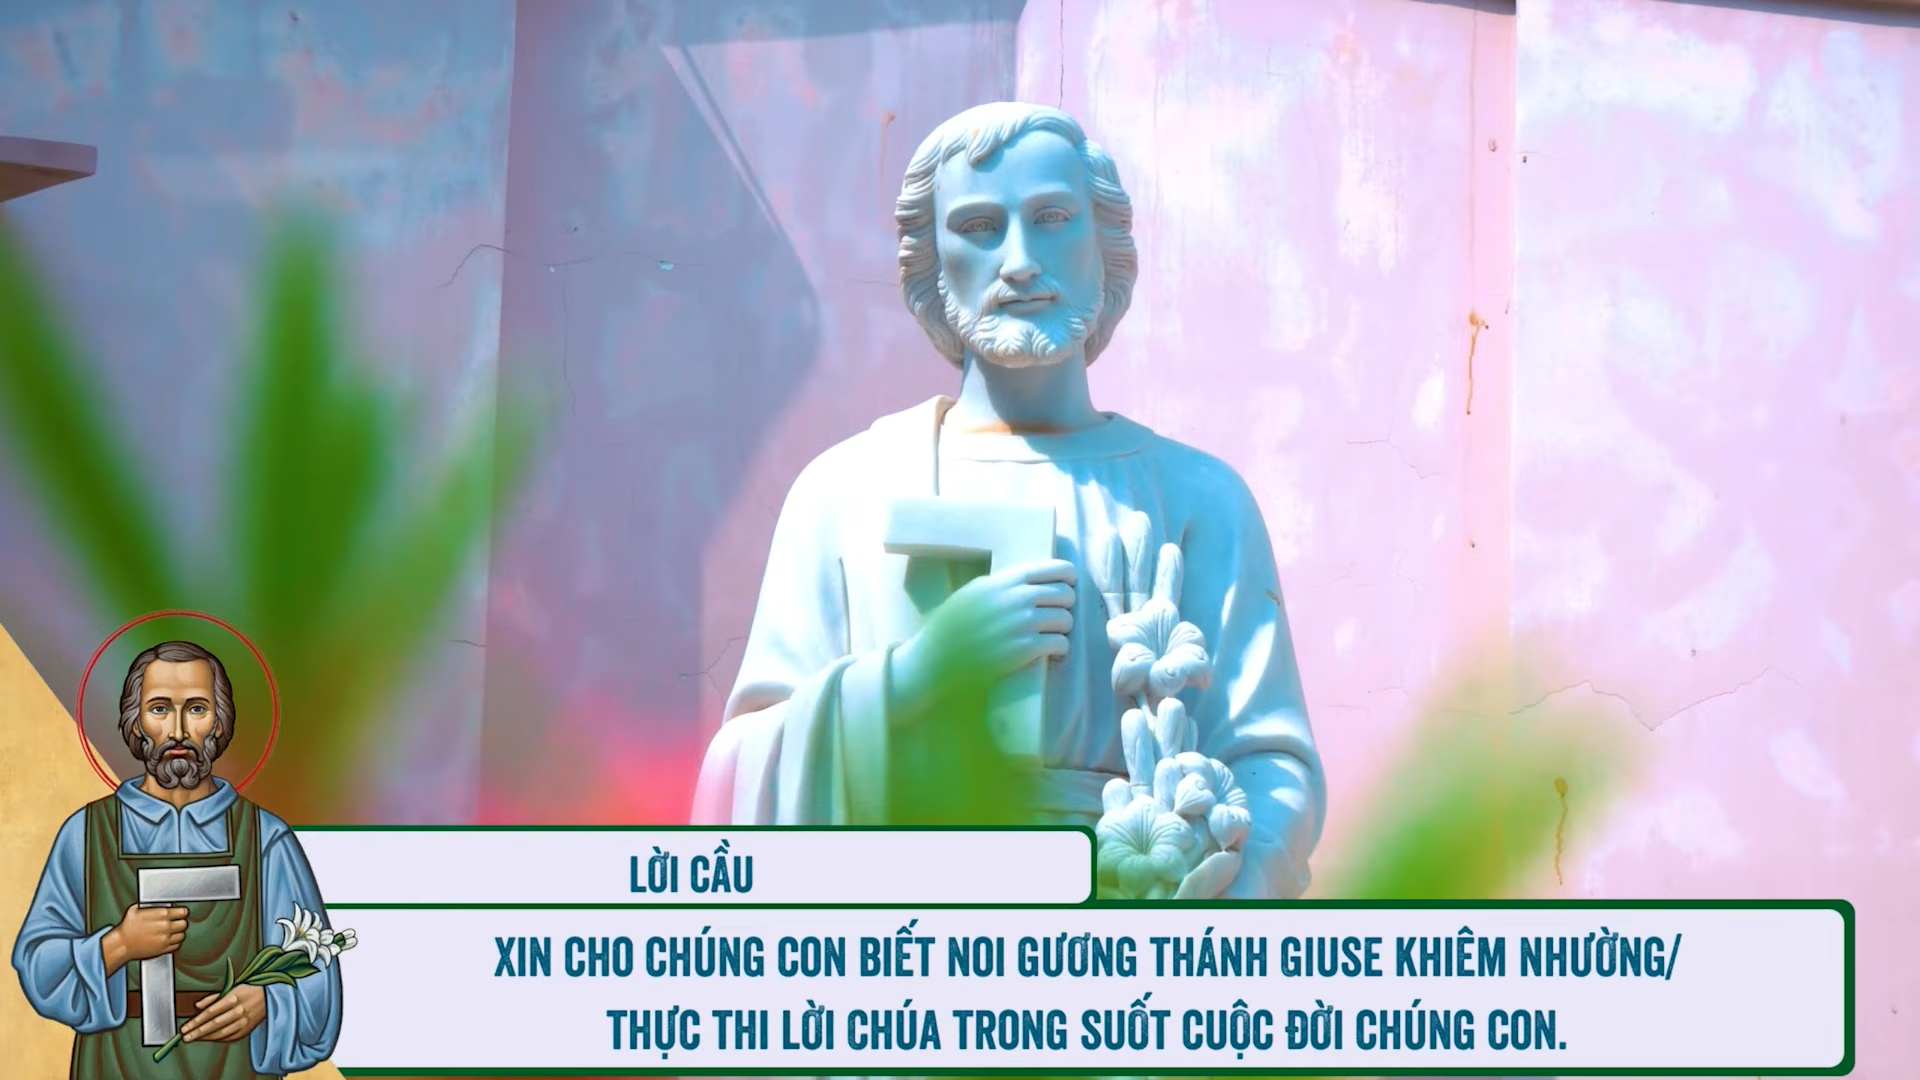 LỜI CẦU
XIN CHO CHÚNG CON BIẾT NOI GƯƠNG THÁNH GIUSE KHIÊM NHƯỜNG/
THỰC THI LỜI CHÚA TRONG SUỐT CUỘC ĐỜI CHÚNG CON.